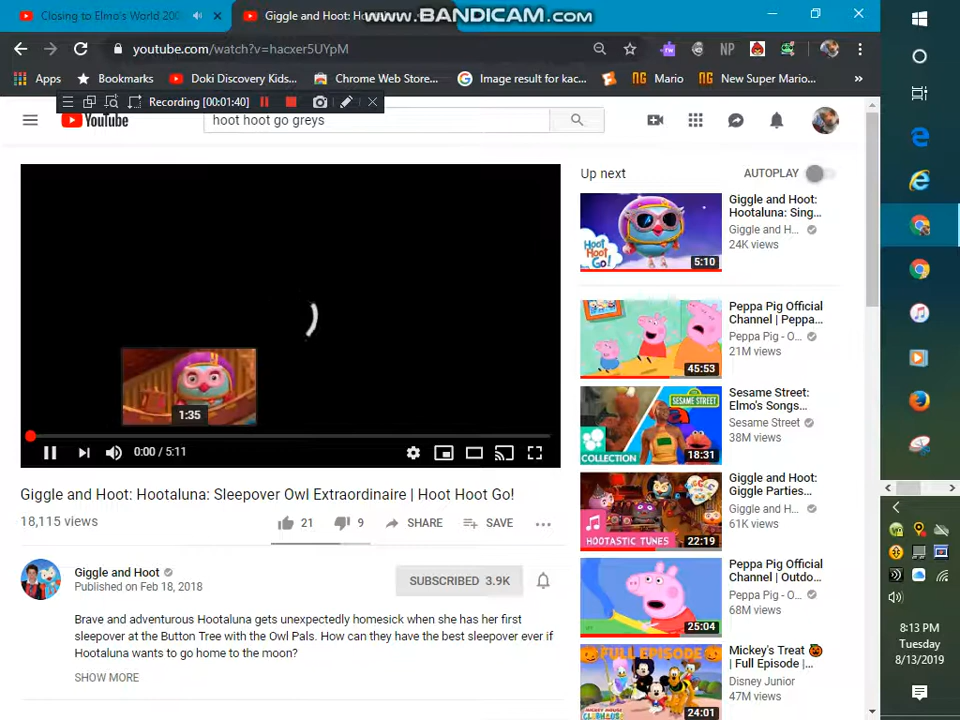 Closing to Elmo's World 200
Giggle and Hoot: H
www.BANDICAM.com
youtube.com/watch?v=hacxer5UYpM
NP
Apps
Bookmarks
Doki Discovery Kids...
Chrome Web Store...
Image result for kac...
Mario
New Super Mario...
»
Recording [00:01:40]
YouTube
hoot hoot go greys
Up next
AUTOPLAY
Giggle and Hoot:
Hootaluna: Sing...
Giggle and H...
24K views
Hoot
Hoot
Go!
5:10
Peppa Pig Official
Channel | Peppa...
Peppa Pig - O...
21M views
45:53
Sesame Street:
Elmo's Songs...
Sesame Street
38M views
SESAME STREET
COLLECTION
18:31
Giggle and Hoot:
Giggle Parties...
Giggle and H...
61K views
HOOTASTIC TUNES
22:19
Peppa Pig Official
Channel | Outdo...
Peppa Pig - O...
68M views
25:04
Mickey's Treat 🎃
| Full Episode |...
Disney Junior
47M views
FULL EPISODE
24:01
1:35
0:00 / 5:11
Giggle and Hoot: Hootaluna: Sleepover Owl Extraordinaire | Hoot Hoot Go!
18,115 views
21
9
SHARE
SAVE
Giggle and Hoot
Published on Feb 18, 2018
SUBSCRIBED 3.9K
Brave and adventurous Hootaluna gets unexpectedly homesick when she has her first
sleepover at the Button Tree with the Owl Pals. How can they have the best sleepover ever if
Hootaluna wants to go home to the moon?
SHOW MORE
8:13 PM
Tuesday
8/13/2019